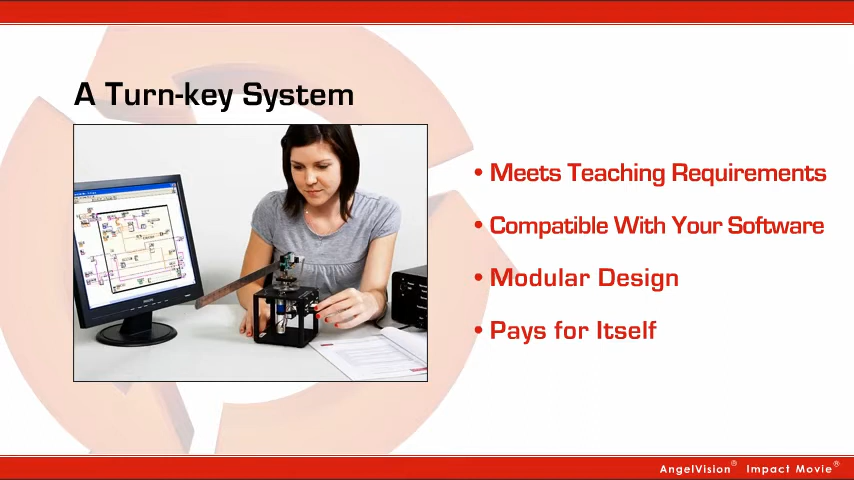 A Turn-key System
• Meets Teaching Requirements
• Compatible With Your Software
• Modular Design
• Pays for Itself
AngelVision® Impact Movie®